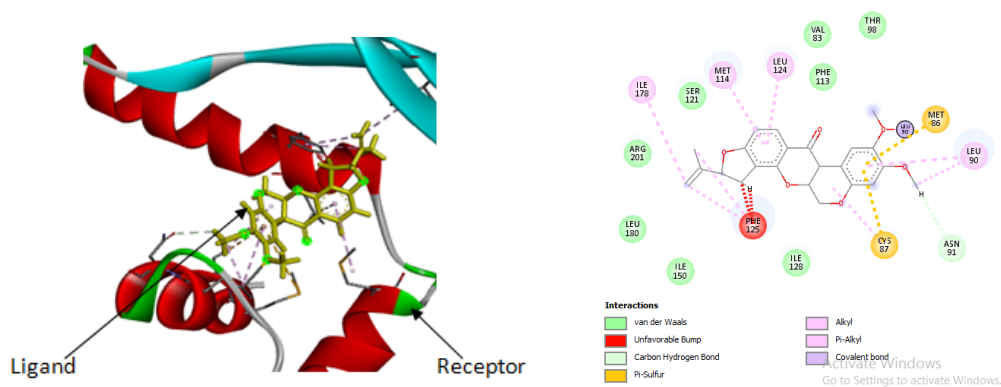 Ligand
Receptor
THR
98
VAL
83
LEU
124
MET
114
PHE
113
ILE
178
SER
121
MET
86
LEU
90
LEU
90
ARG
201
H
H
PHE
125
LEU
180
CYS
87
ASN
91
ILE
128
ILE
150
O
O
O
O
O
O
Interactions
van der Waals
Unfavorable Bump
Carbon Hydrogen Bond
Pi-Sulfur
Alkyl
Pi-Alkyl
Covalent bond
Activate Windows
Go to Settings to activate Windows.